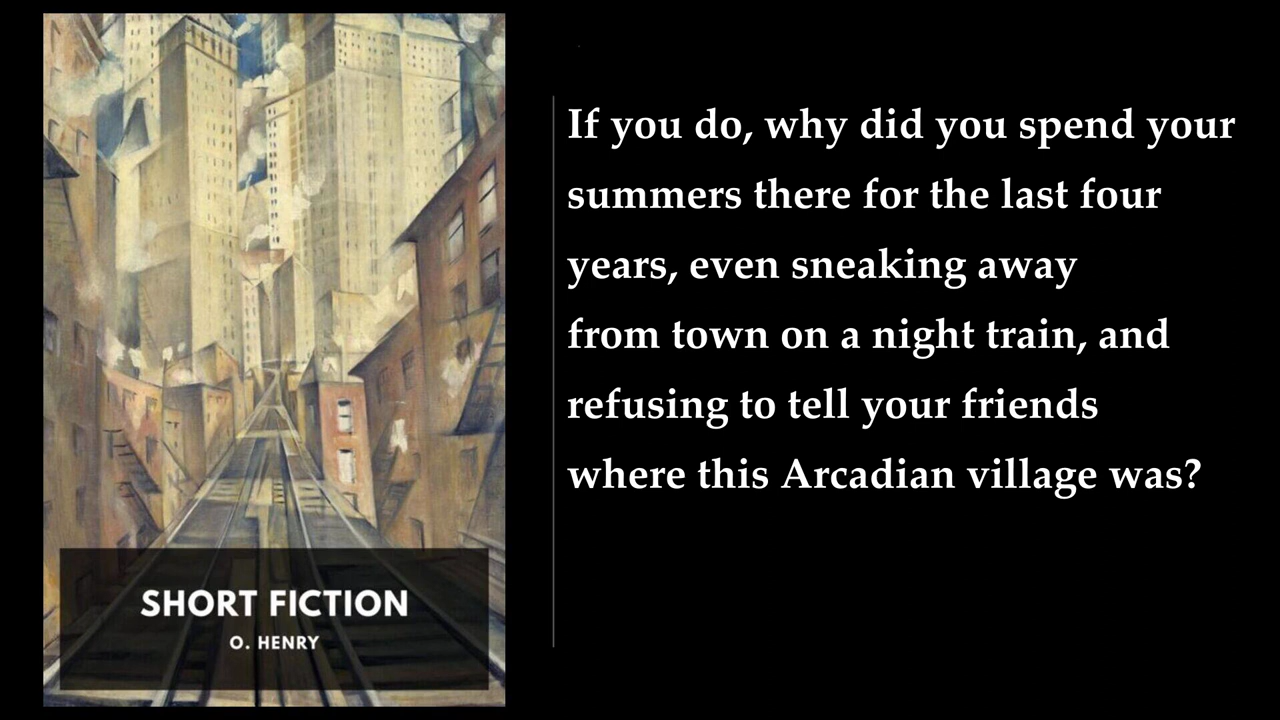 If you do, why did you spend your
summers there for the last four
years, even sneaking away
from town on a night train, and
refusing to tell your friends
where this Arcadian village was?
SHORT FICTION
O. HENRY